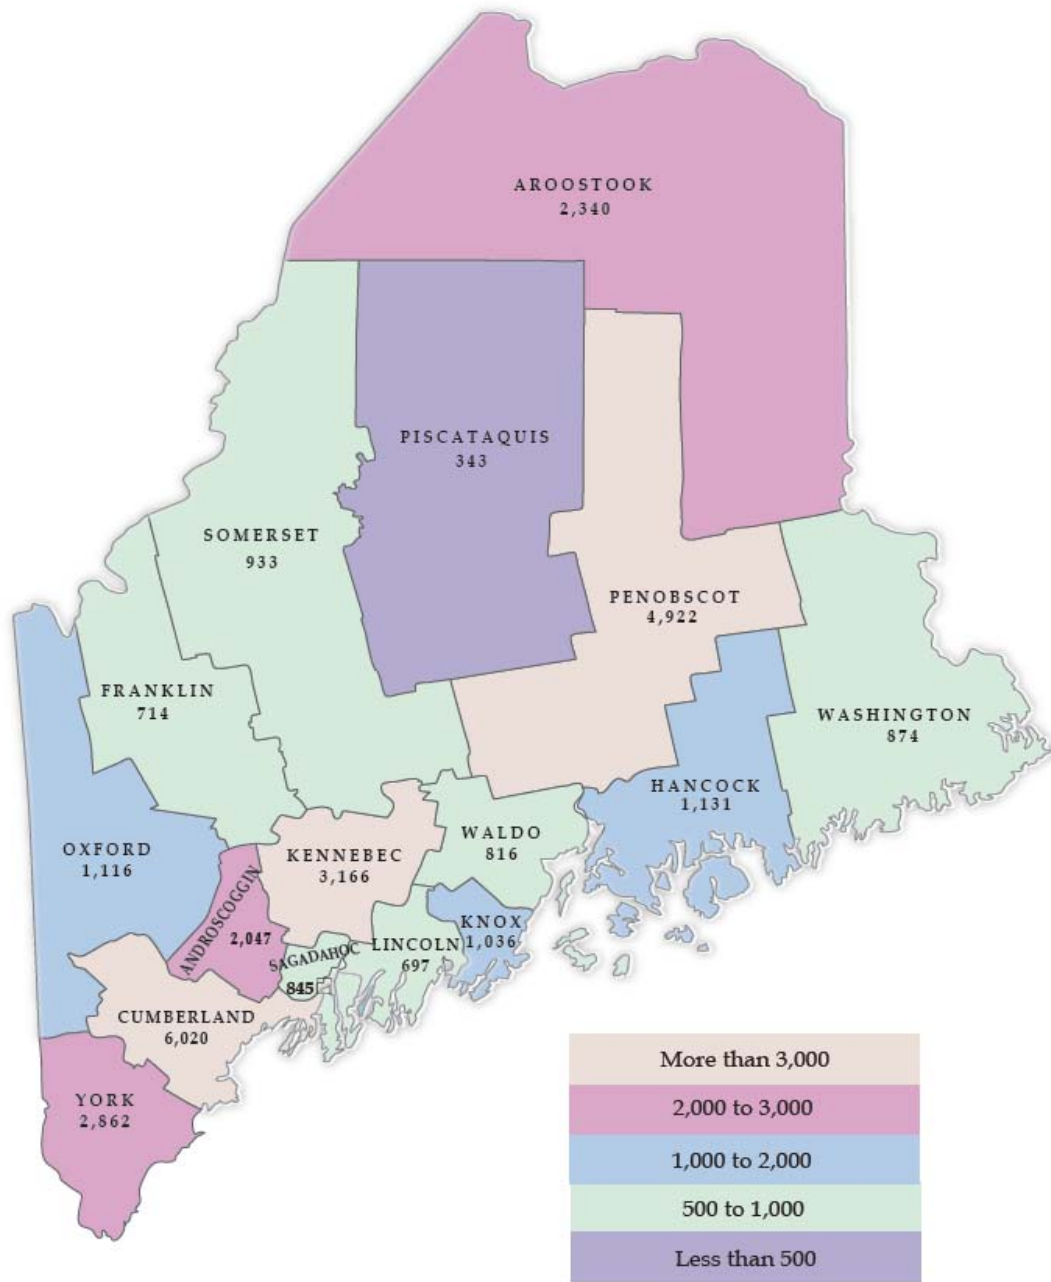 AROOSTOOK
2,340
PISCATAQUIS
343
SOMERSET
933
PENOBSCOT
4,922
FRANKLIN
714
WASHINGTON
874
HANCOCK
1,131
WALDO
816
OXFORD
1,116
KENNEBEC
3,166
ANDROSCOGGIN
2,047
KNOX
1,036
LINCOLN
697
SAGADAHOC
845
CUMBERLAND
6,020
YORK
2,862
More than 3,000
2,000 to 3,000
1,000 to 2,000
500 to 1,000
Less than 500